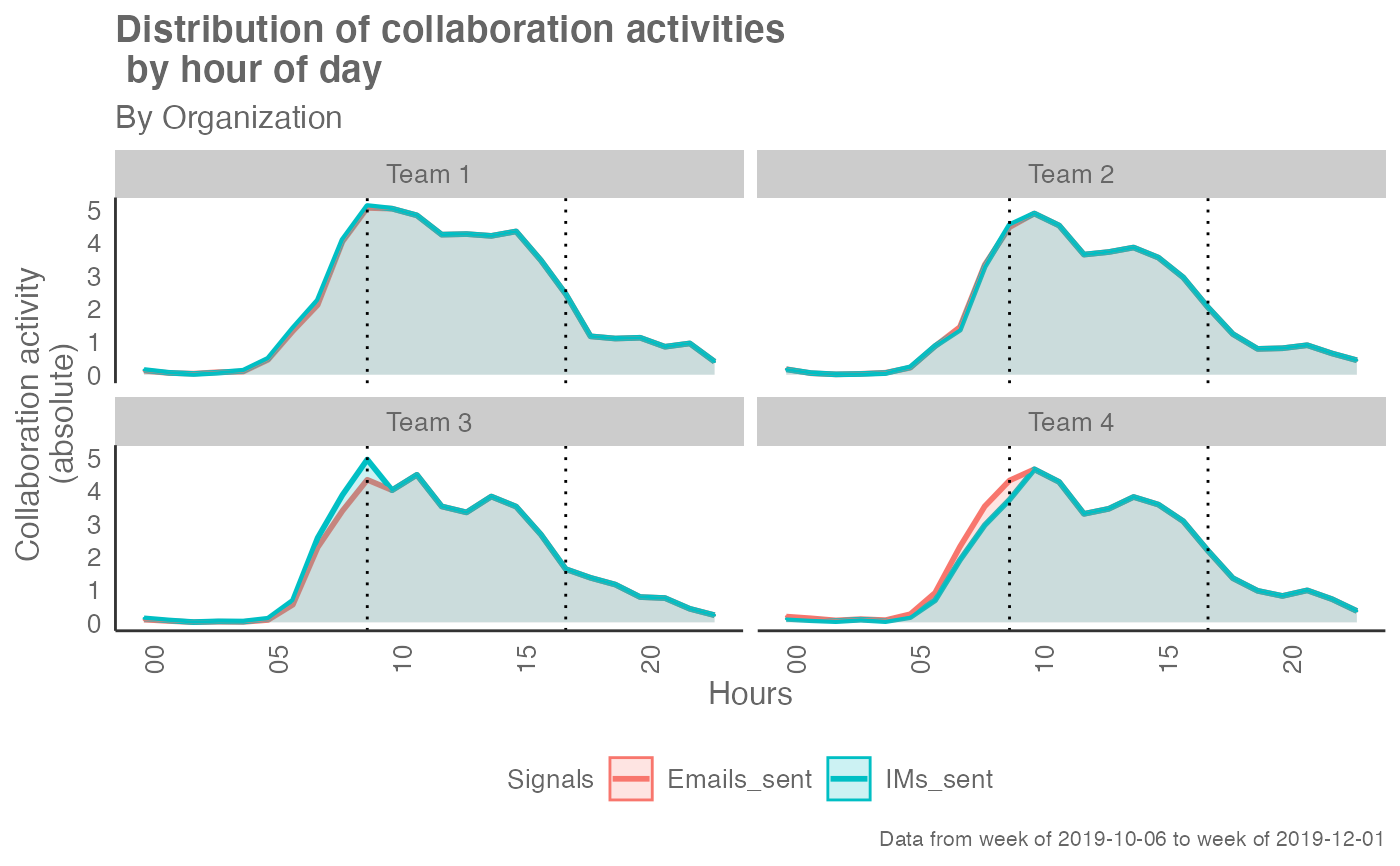 Distribution of collaboration activities
by hour of day
By Organization
Team 1
Team 2
5
4
3
2
1
0
Team 3
Team 4
5
4
3
2
1
0
Collaboration activity
(absolute)
00
05
10
15
20
00
05
10
15
20
Hours
Signals Emails_sent IMs_sent
Data from week of 2019-10-06 to week of 2019-12-01